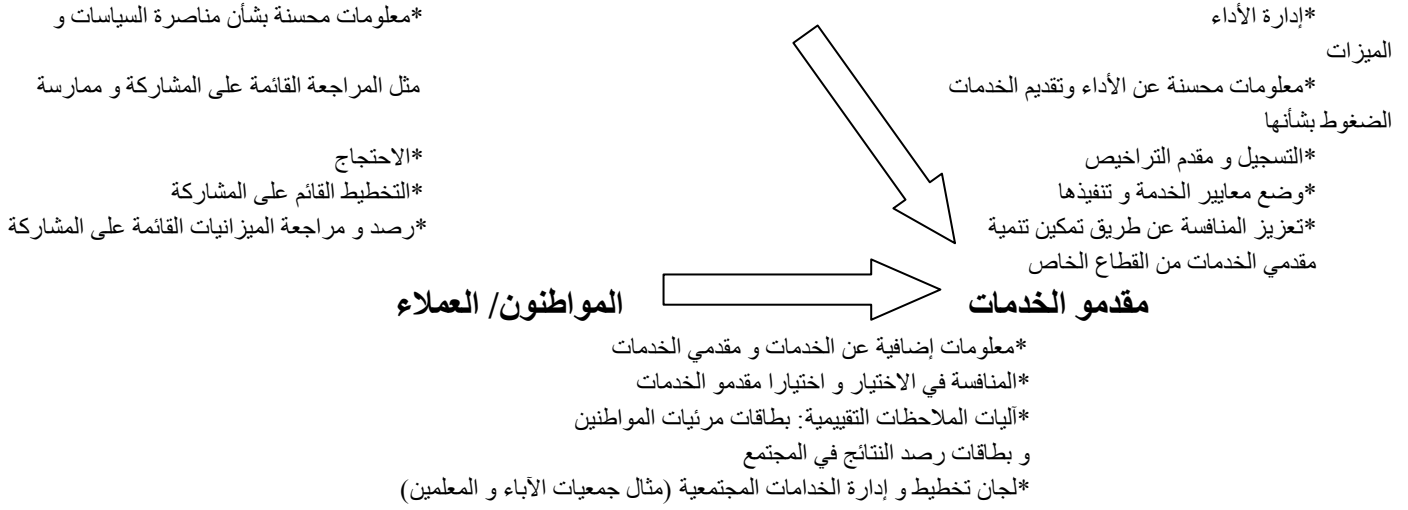 *إدارة الأداء *معلومات محسنة بشأن مناصرة السياسات و
الميزات
*معلومات محسنة عن الأداء وتقديم الخدمات مثل المراجعة القائمة على المشاركة و ممارسة
الضغوط بشأنها
*التسجيل و مقدم التراخيص *الاحتجاج
*وضع معايير الخدمة و تنفيذها *التخطيط القائم على المشاركة
*تعزيز المنافسة عن طريق تمكين تنمية *رصد و مراجعة الميزانيات القائمة على المشاركة
مقدمي الخدمات من القطاع الخاص
مقدمو الخدمات المواطنون/ العملاء
*معلومات إضافية عن الخدمات و مقدمي الخدمات
*المنافسة في الاختيار و اختيارا مقدمو الخدمات
*آليات الملاحظات التقييمية: بطاقات مرئيات المواطنين
و بطاقات رصد النتائج في المجتمع
*لجان تخطيط و إدارة الخدامات المجتمعية (مثال جمعيات الآباء و المعلمين)